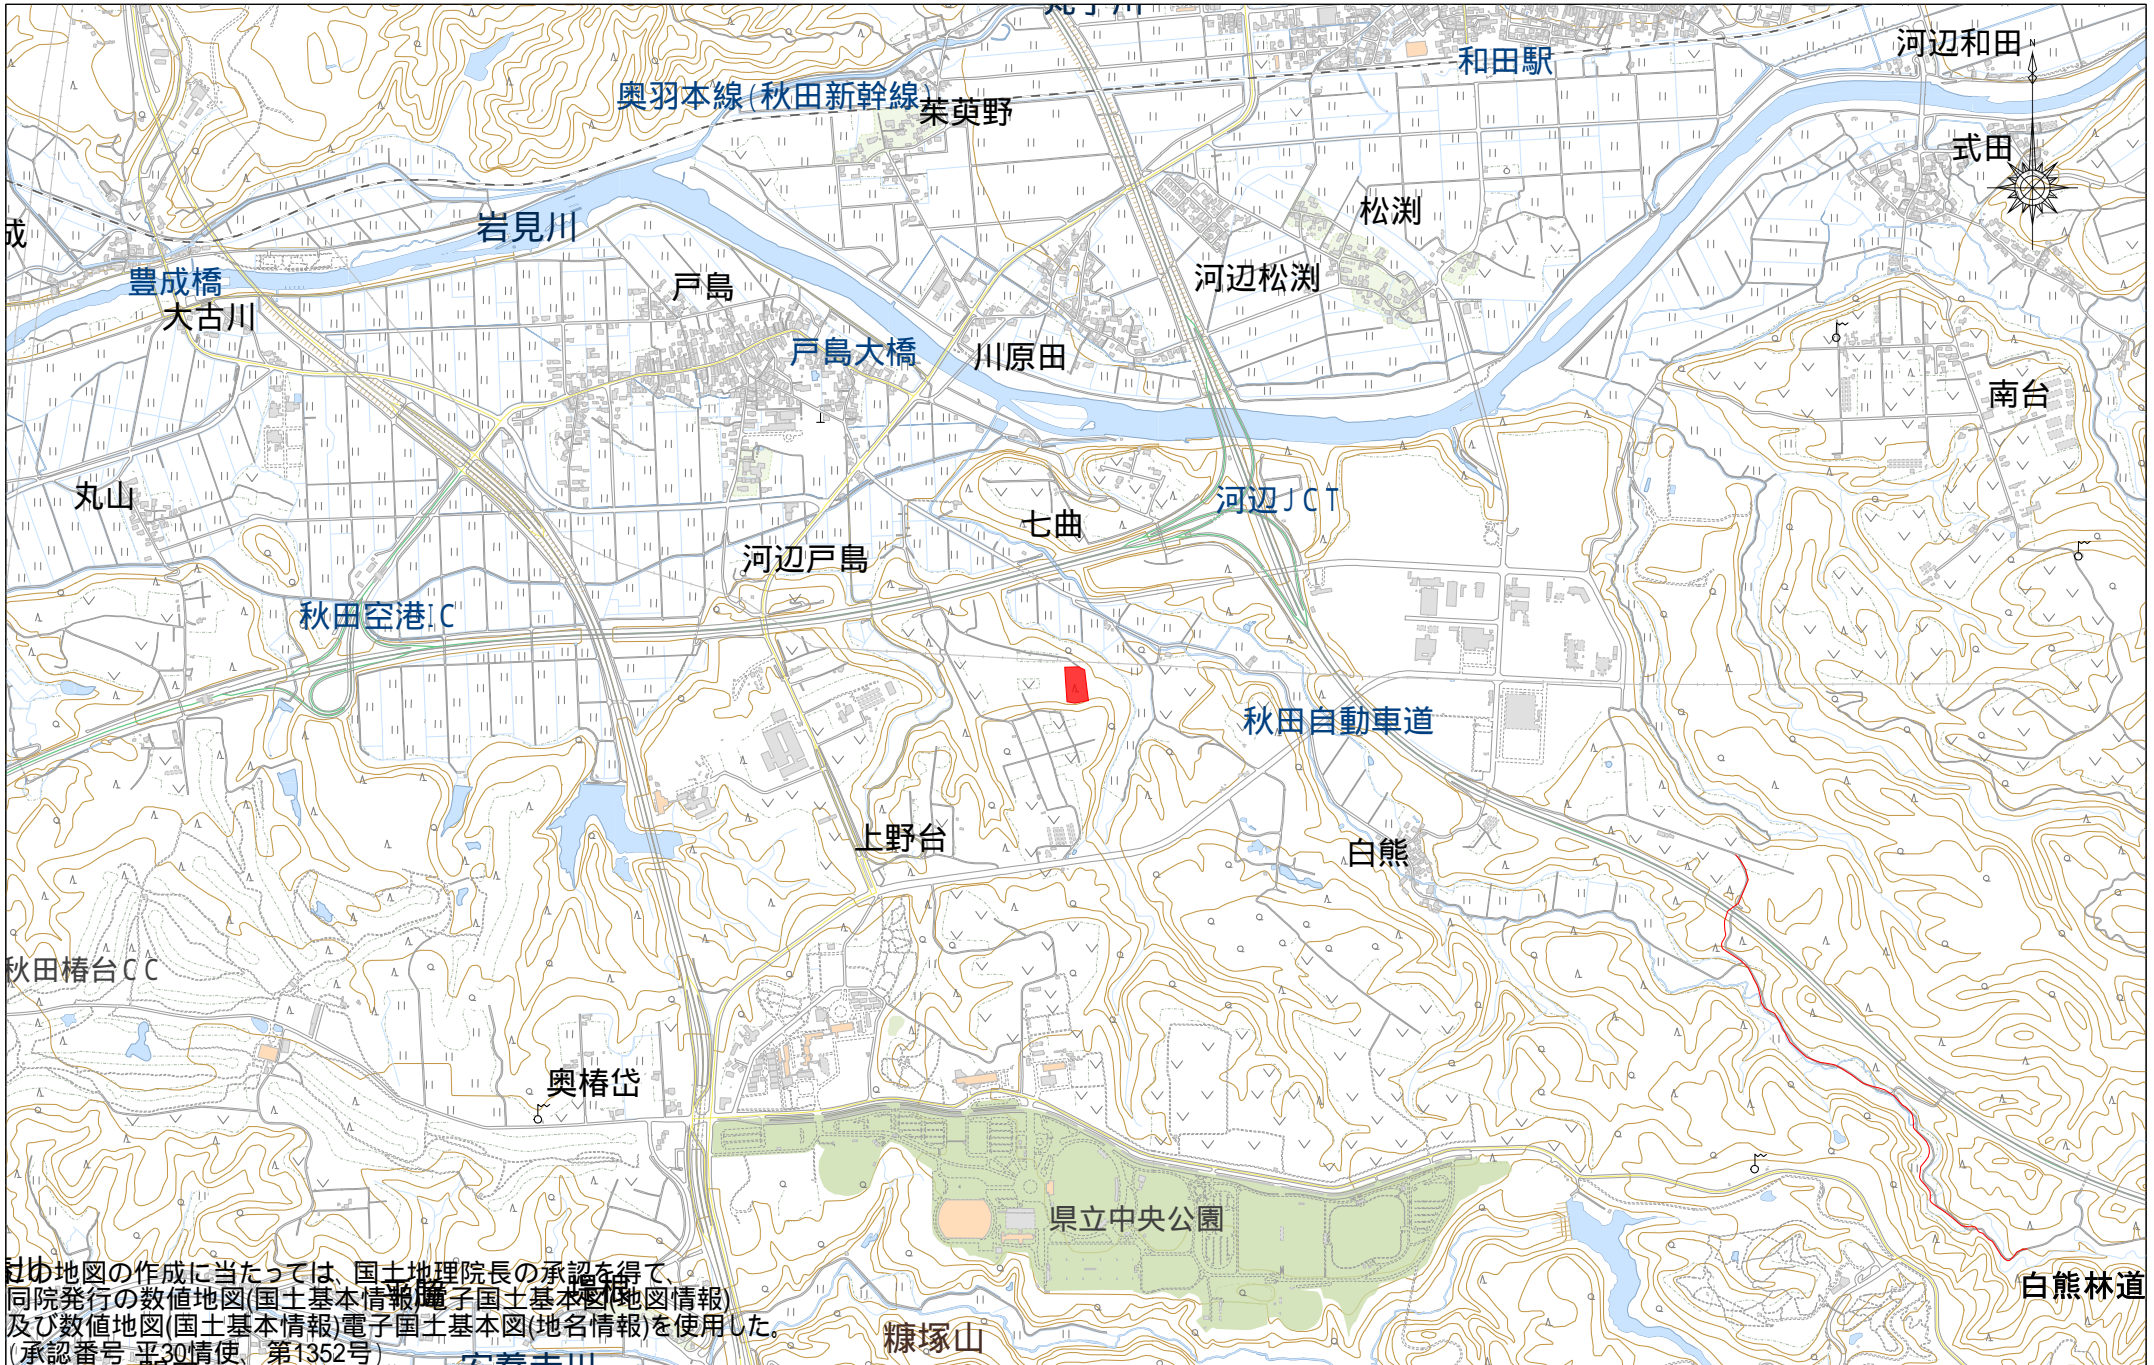 河辺和田
N
和田駅
奥羽本線(秋田新幹線)
茱萸野
式田
松渕
岩見川
豊成橋
大古川
戸島
河辺松渕
戸島大橋
川原田
南台
丸山
七曲
河辺JCT
河辺戸島
秋田空港IC
秋田自動車道
上野台
白熊
秋田椿台CC
奥椿岱
県立中央公園
白熊林道
糠塚山
この地図の作成に当たっては、国土地理院長の承認を得て、
同院発行の数値地図(国土基本情報)電子国土基本図(地図情報)
及び数値地図(国土基本情報)電子国土基本図(地名情報)を使用した。
(承認番号 平30情使、第1352号)